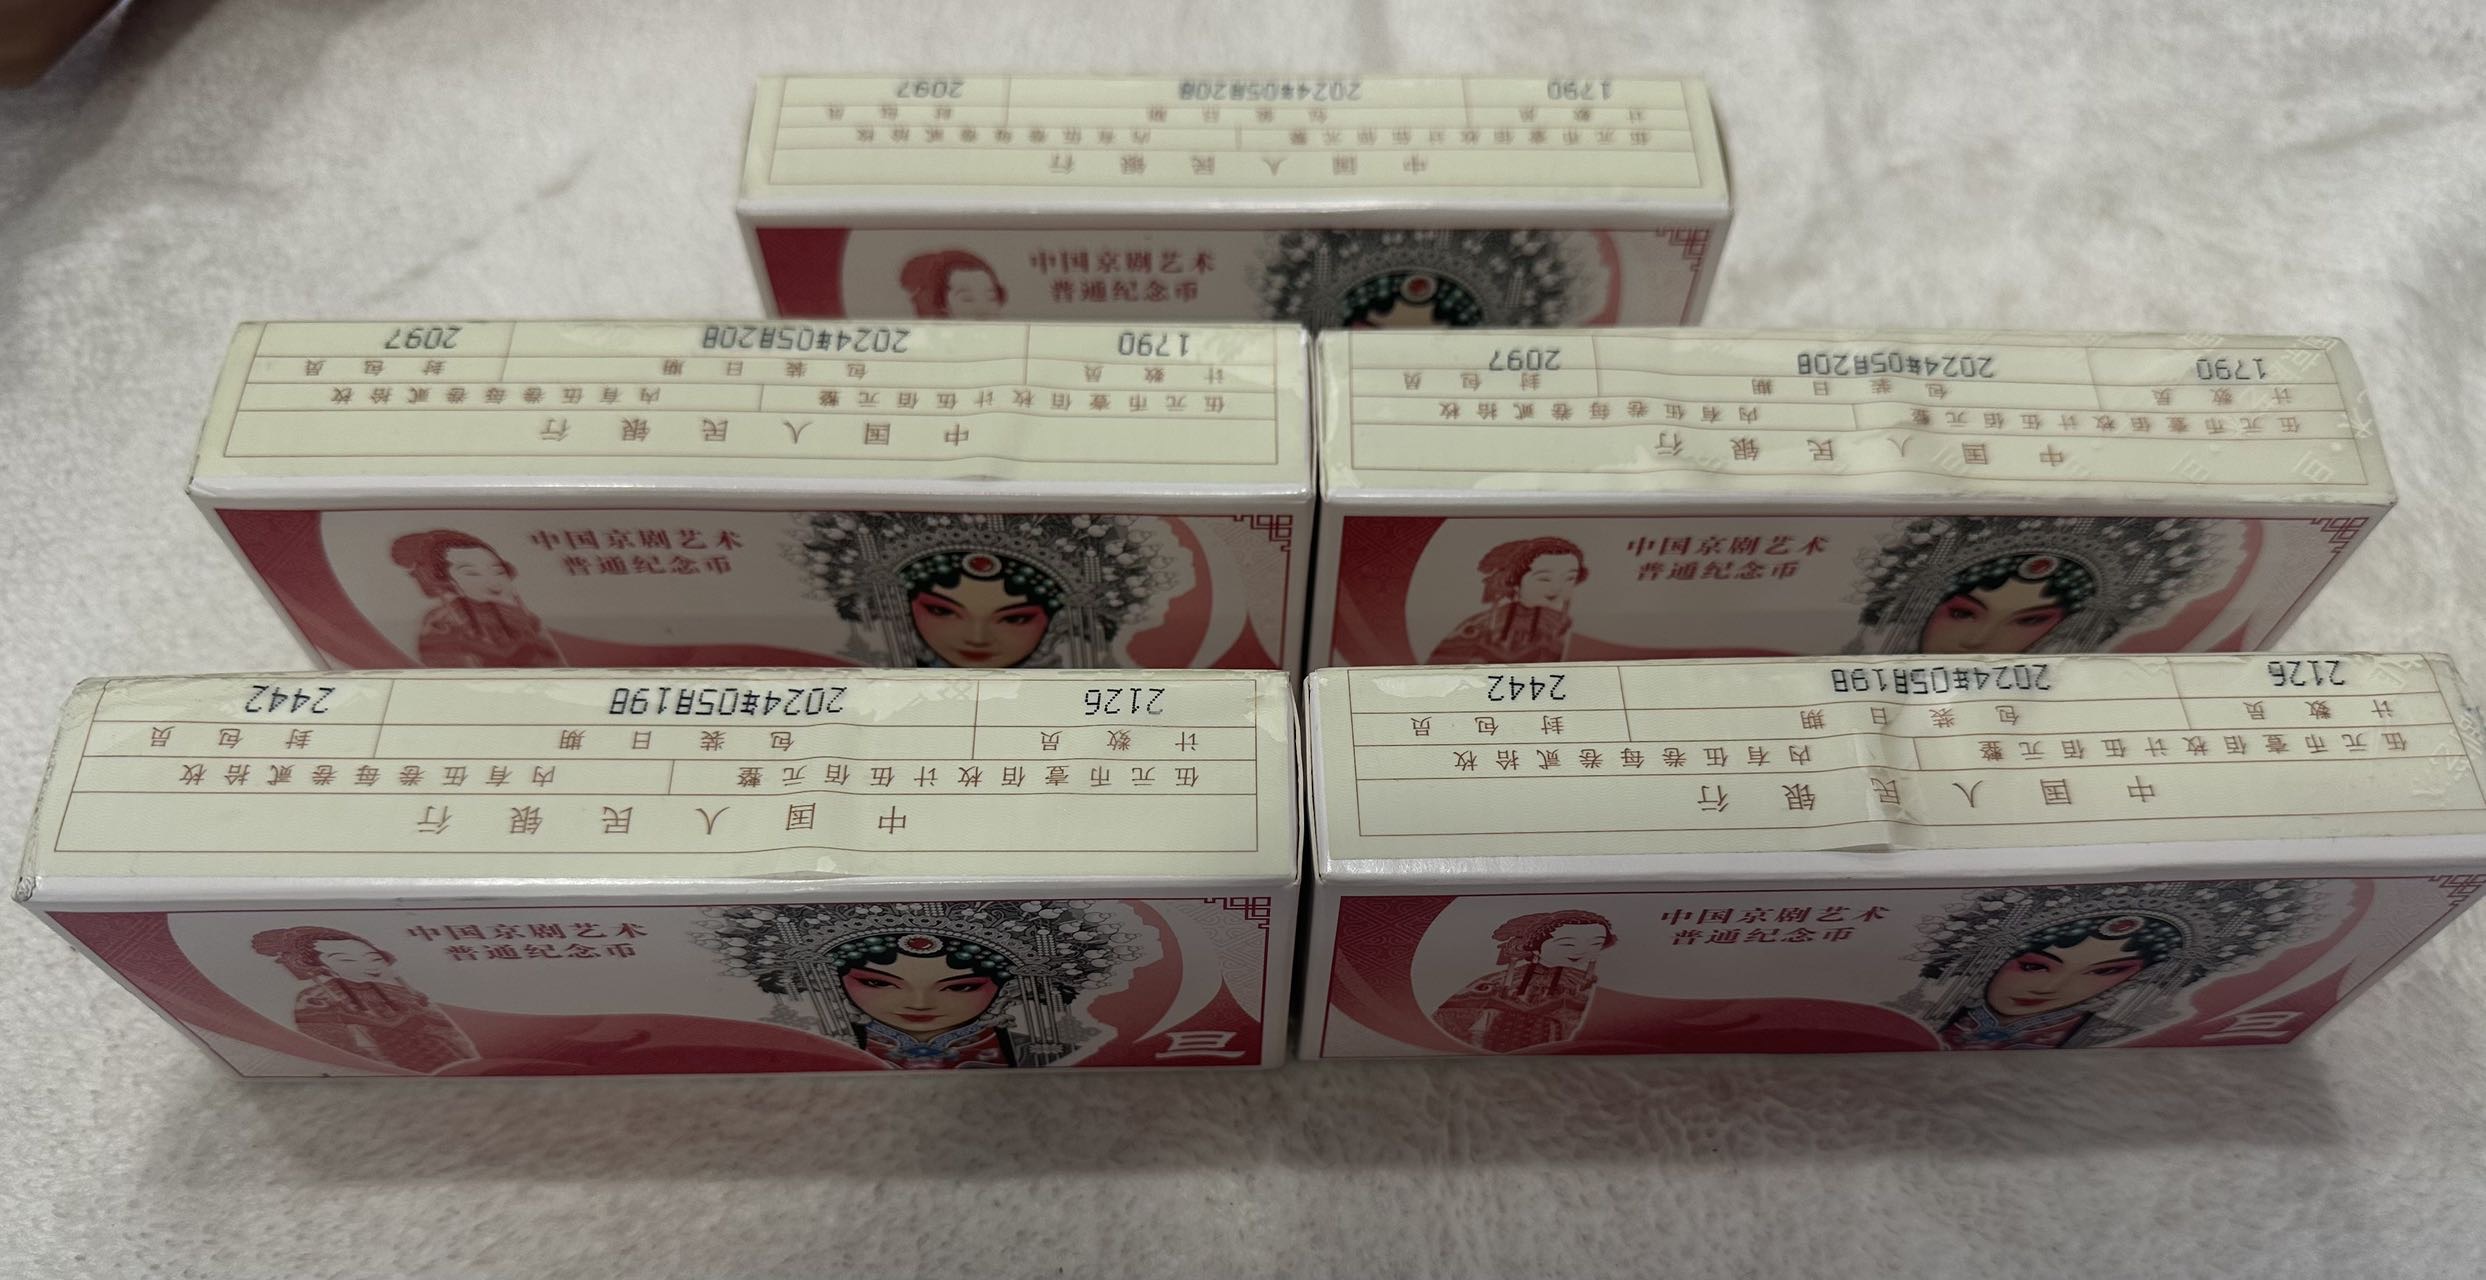 中国人民银行
伍元币壹佰枚计伍佰元整 内有伍卷每卷贰拾枚
计数员 包装日期 封包员
1790 2024年05月20日 2097
中国京剧艺术
普通纪念币
中国人民银行
伍元币壹佰枚计伍佰元整 内有伍卷每卷贰拾枚
计数员 包装日期 封包员
1790 2024年05月20日 2097
中国京剧艺术
普通纪念币
中国人民银行
伍元币壹佰枚计伍佰元整 内有伍卷每卷贰拾枚
计数员 包装日期 封包员
1790 2024年05月20日 2097
中国京剧艺术
普通纪念币
中国人民银行
伍元币壹佰枚计伍佰元整 内有伍卷每卷贰拾枚
计数员 包装日期 封包员
2126 2024年05月19日 2442
中国京剧艺术
普通纪念币
旦
中国人民银行
伍元币壹佰枚计伍佰元整 内有伍卷每卷贰拾枚
计数员 包装日期 封包员
2126 2024年05月19日 2442
中国京剧艺术
普通纪念币
旦